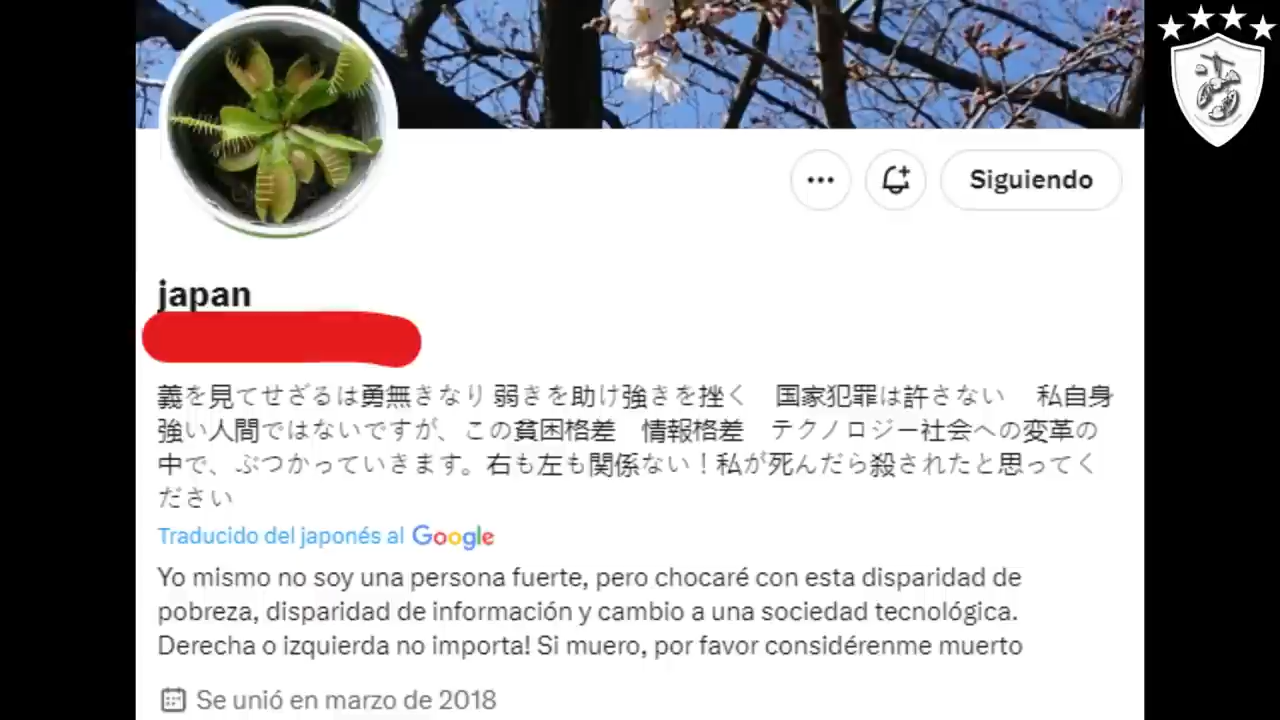 Siguiendo
japan
義を見てせざるは勇無きなり 弱きを助け強きを挫く　国家犯罪は許さない　私自身
強い人間ではないですが、この貧困格差　情報格差　テクノロジー社会への変革の
中で、ぶつかっていきます。右も左も関係ない！私が死んだら殺されたと思ってく
ださい
Traducido del japonés al Google
Yo mismo no soy una persona fuerte, pero chocaré con esta disparidad de
pobreza, disparidad de información y cambio a una sociedad tecnológica.
Derecha o izquierda no importa! Si muero, por favor considérenme muerto
Se unió en marzo de 2018